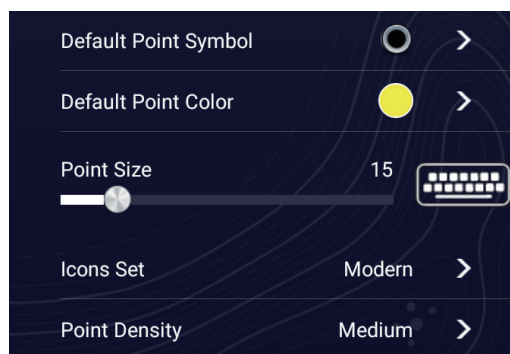 Default Point Symbol
Default Point Color
Point Size 15
Icons Set Modern
Point Density Medium